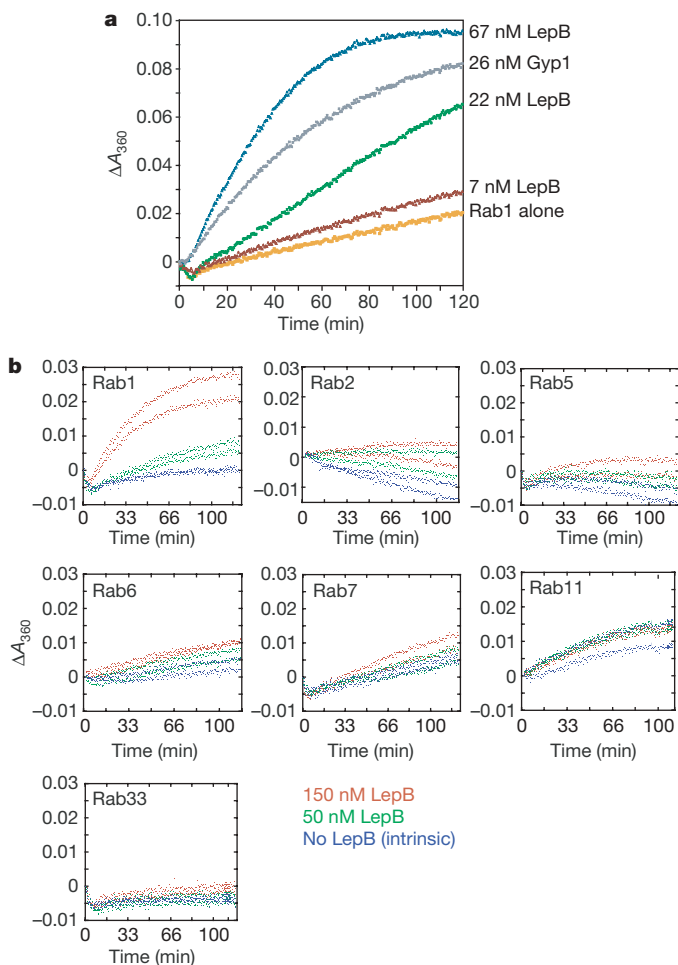 a
ΔA360
0.10
0.08
0.06
0.04
0.02
0
0 20 40 60 80 100 120
Time (min)
67 nM LepB
26 nM Gyp1
22 nM LepB
7 nM LepB
Rab1 alone
b
Rab1
0.03
0.02
0.01
0
–0.01
0 33 66 100
Time (min)
Rab2
0.03
0.02
0.01
0
–0.01
33 66 100
Time (min)
Rab5
0.03
0.02
0.01
0
–0.01
0 33 66 100
Time (min)
ΔA360
Rab6
0.03
0.02
0.01
0
–0.01
0 33 66 100
Time (min)
Rab7
0.03
0.02
0.01
0
–0.01
0 33 66 100
Time (min)
Rab11
0.03
0.02
0.01
0
–0.01
0 33 66 100
Time (min)
Rab33
0.03
0.02
0.01
0
–0.01
0 33 66 100
Time (min)
150 nM LepB
50 nM LepB
No LepB (intrinsic)